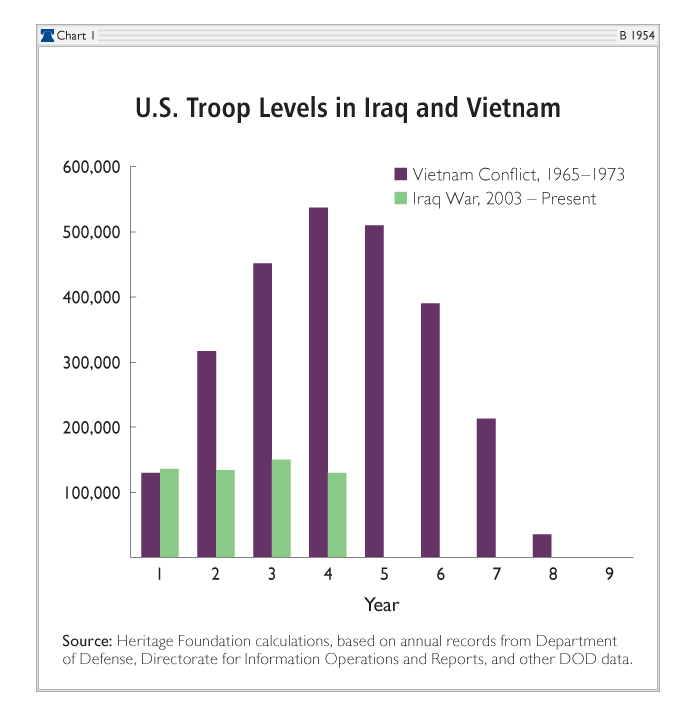 Chart 1
B 1954
U.S. Troop Levels in Iraq and Vietnam
600,000
500,000
400,000
300,000
200,000
100,000
Vietnam Conflict, 1965–1973
Iraq War, 2003 – Present
1 2 3 4 5 6 7 8 9
Year
Source: Heritage Foundation calculations, based on annual records from Department
of Defense, Directorate for Information Operations and Reports, and other DOD data.